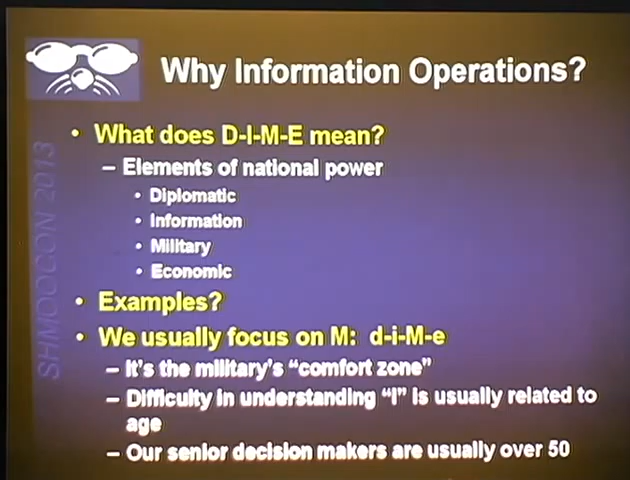 Why Information Operations?
• What does D-I-M-E mean?
– Elements of national power
• Diplomatic
• Information
• Military
• Economic
• Examples?
• We usually focus on M: d-i-M-e
– It's the military's "comfort zone"
– Difficulty in understanding "I" is usually related to
age
– Our senior decision makers are usually over 50
SHMOOCON 2013